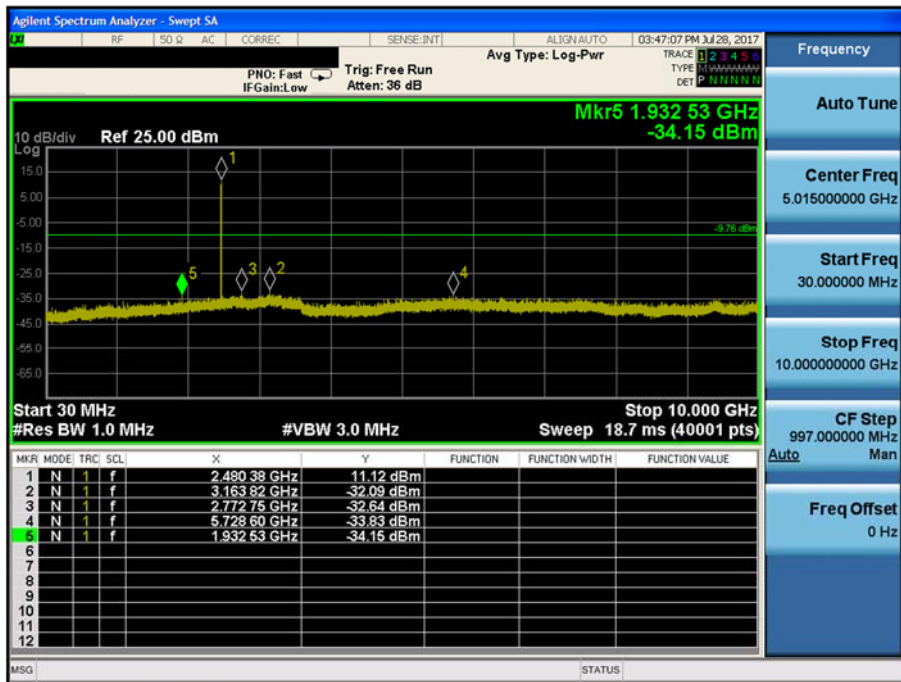 Agilent Spectrum Analyzer - Swept SA
LXI RF 50 Ω AC CORREC SENSE:INT ALIGN AUTO 03:47:07 PM Jul 28, 2017
PNO: Fast
IFGain:Low
Trig: Free Run
Atten: 36 dB
Avg Type: Log-Pwr
TRACE 1 2 3 4 5 6
TYPE M W W W W W
DET P N N N N N
Mkr5 1.932 53 GHz
-34.15 dBm
10 dB/div Ref 25.00 dBm
Log
15.0
5.00
-5.00
-15.0
-25.0
-35.0
-45.0
-55.0
-65.0
-9.76 dBm
1
5
3
2
4
Start 30 MHz Stop 10.000 GHz
#Res BW 1.0 MHz #VBW 3.0 MHz Sweep 18.7 ms (40001 pts)
MKR MODE TRC SCL X Y FUNCTION FUNCTION WIDTH FUNCTION VALUE
1 N 1 f 2.480 38 GHz 11.12 dBm
2 N 1 f 3.163 82 GHz -32.09 dBm
3 N 1 f 2.772 75 GHz -32.64 dBm
4 N 1 f 5.728 60 GHz -33.83 dBm
5 N 1 f 1.932 53 GHz -34.15 dBm
6
7
8
9
10
11
12
MSG STATUS
Frequency
Auto Tune
Center Freq
5.015000000 GHz
Start Freq
30.000000 MHz
Stop Freq
10.000000000 GHz
CF Step
997.000000 MHz
Auto Man
Freq Offset
0 Hz